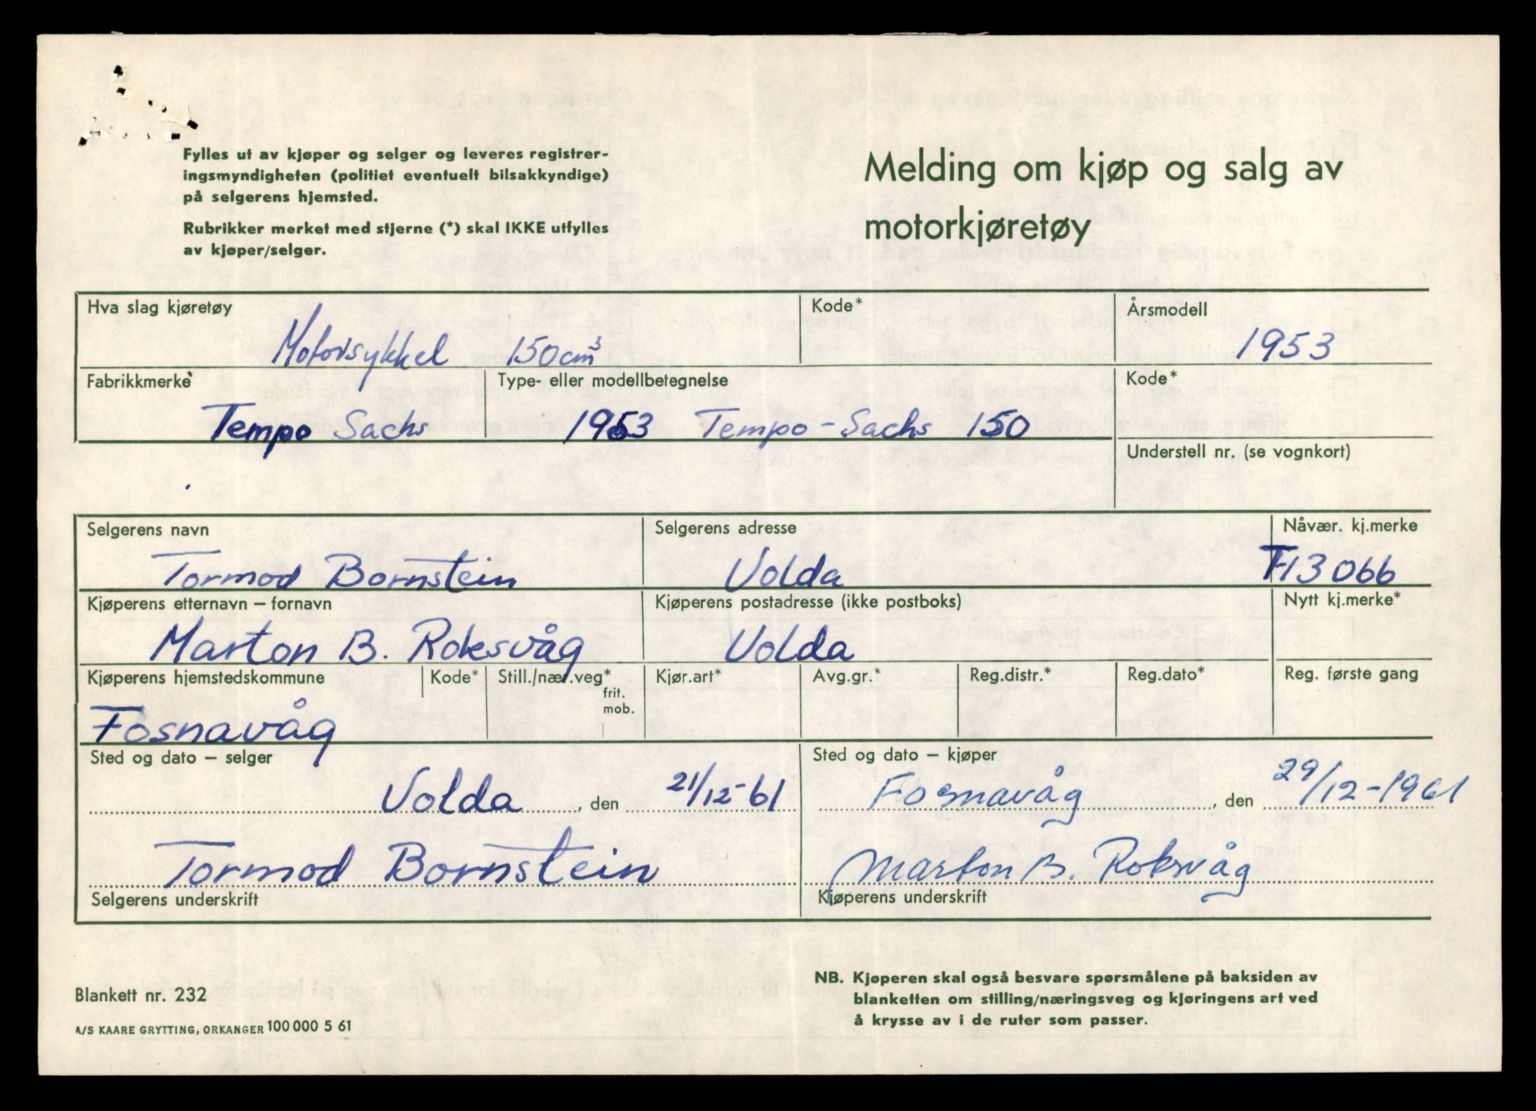 Fylles ut av kjøper og selger og leveres registrer-
ingsmyndigheten (politiet eventuelt bilsakkyndige)
på selgerens hjemsted.
Rubrikker merket med stjerne (*) skal IKKE utfylles
av kjøper/selger.
Melding om kjøp og salg av
motorkjøretøy
Hva slag kjøretøy
Motorsykkel 150cm³
Kode*
Årsmodell
1953
Fabrikkmerke
Tempo Sachs
Type- eller modellbetegnelse
1953 Tempo-Sachs 150
Kode*
Understell nr. (se vognkort)
Selgerens navn
Tormod Bornstein
Selgerens adresse
Volda
Nåvær. kj.merke
T13066
Kjøperens etternavn – fornavn
Marton B. Roksvåg
Kjøperens postadresse (ikke postboks)
Volda
Nytt kj.merke*
Kjøperens hjemstedskommune
Fosnavåg
Kode*
Still./nær.veg*
frit.
mob.
Kjør.art*
Avg.gr.*
Reg.distr.*
Reg.dato*
Reg. første gang
Sted og dato – selger
Volda, den 21/12-61
Sted og dato – kjøper
Fosnavåg, den 29/12-1961
Tormod Bornstein
Selgerens underskrift
Marton B. Roksvåg
Kjøperens underskrift
NB. Kjøperen skal også besvare spørsmålene på baksiden av
blanketten om stilling/næringsveg og kjøringens art ved
å krysse av i de ruter som passer.
Blankett nr. 232
A/S KAARE GRYTTING, ORKANGER 100 000 5 61